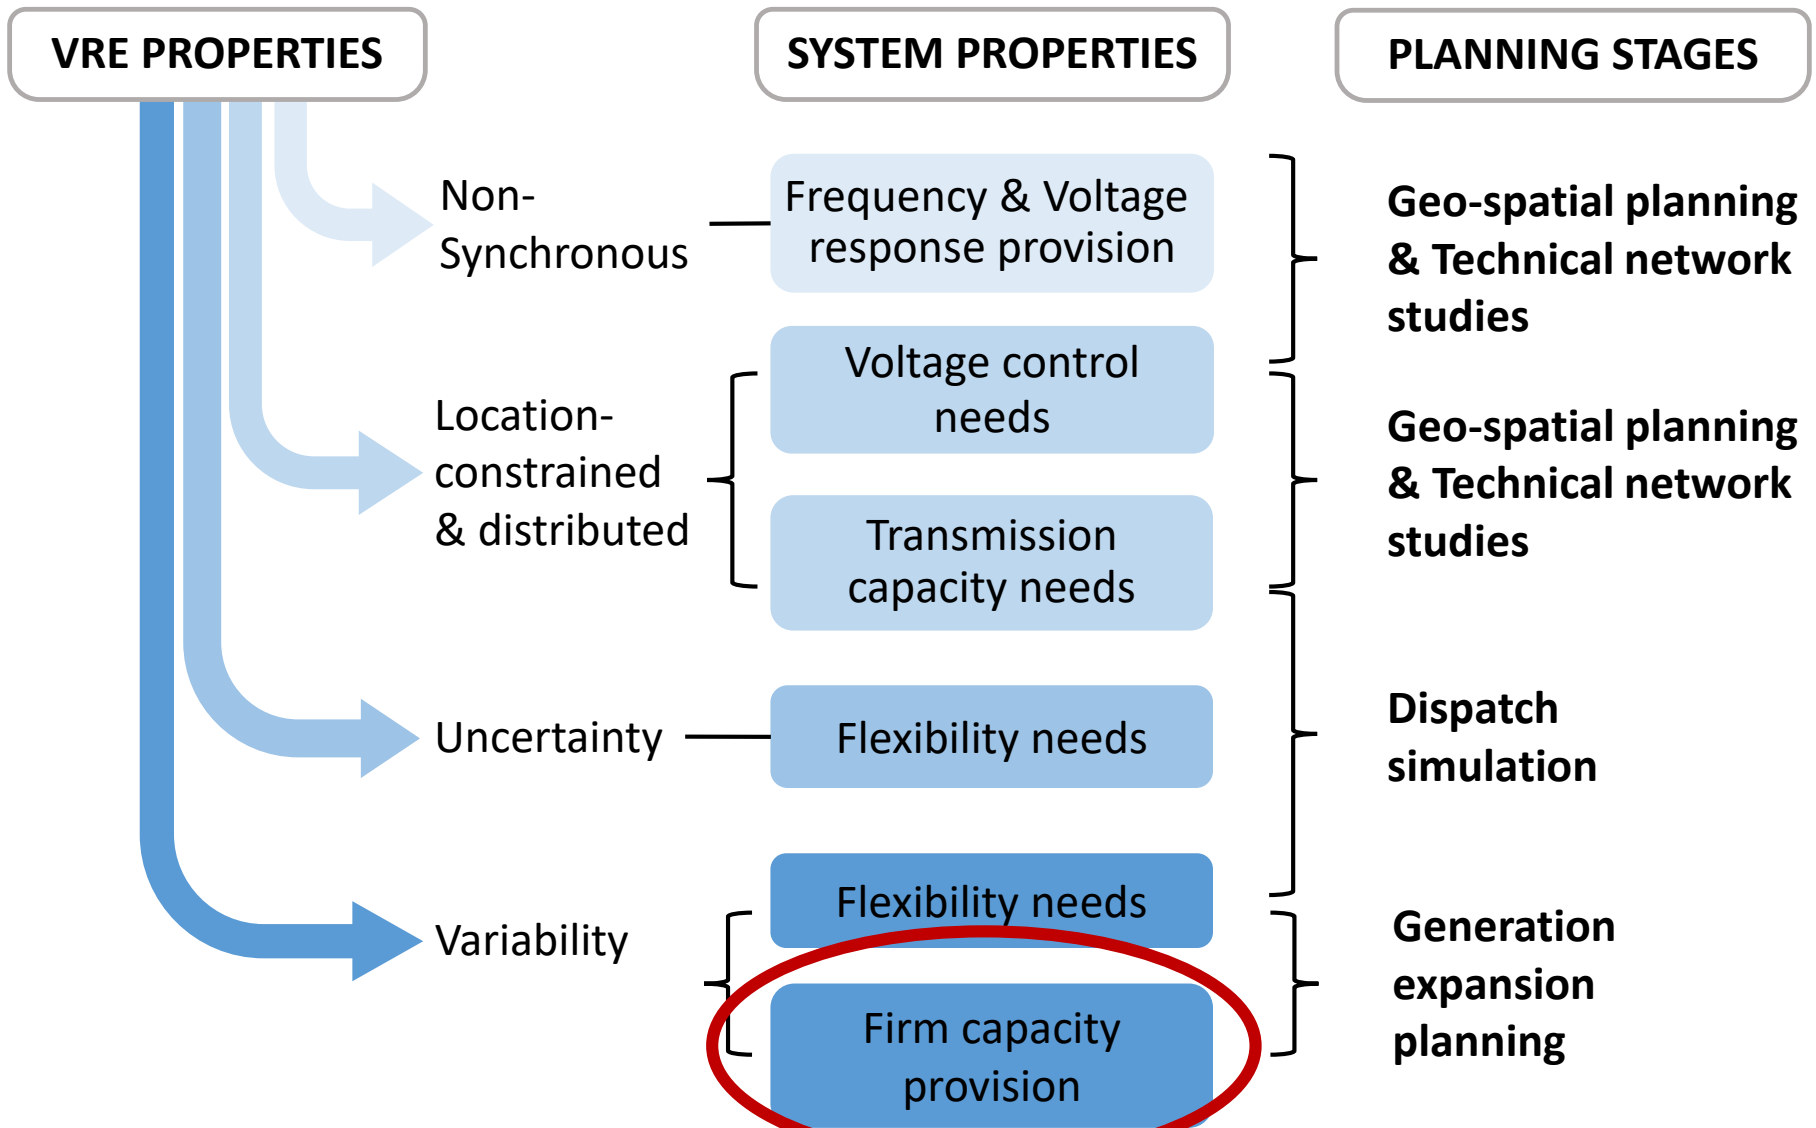 VRE PROPERTIES
SYSTEM PROPERTIES
PLANNING STAGES
Non-
Synchronous
Frequency & Voltage
response provision
Geo-spatial planning
& Technical network
studies
Location-
constrained
& distributed
Voltage control
needs
Transmission
capacity needs
Geo-spatial planning
& Technical network
studies
Uncertainty
Flexibility needs
Dispatch
simulation
Variability
Flexibility needs
Firm capacity
provision
Generation
expansion
planning